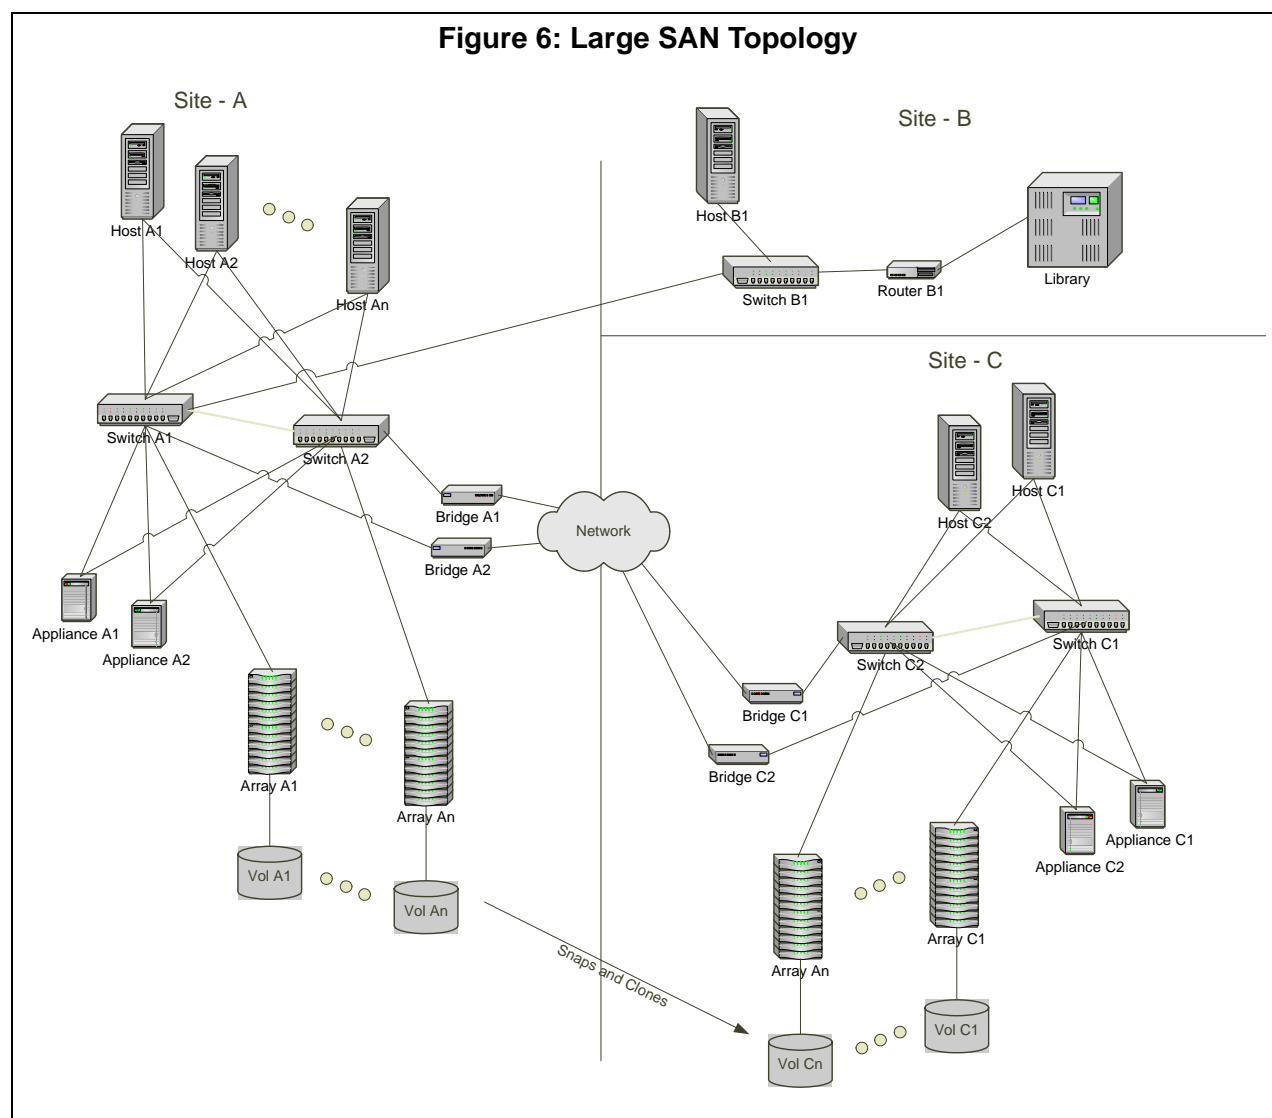 Figure 6: Large SAN Topology
Site - A
Site - B
Host A1
Host A2
Host An
Host B1
Switch B1
Router B1
Library
Site - C
Switch A1
Switch A2
Host C1
Host C2
Bridge A1
Bridge A2
Network
Appliance A1
Appliance A2
Switch C1
Switch C2
Bridge C1
Bridge C2
Array A1
Array An
Appliance C1
Appliance C2
Vol A1
Vol An
Array C1
Array An
Snaps and Clones
Vol C1
Vol Cn